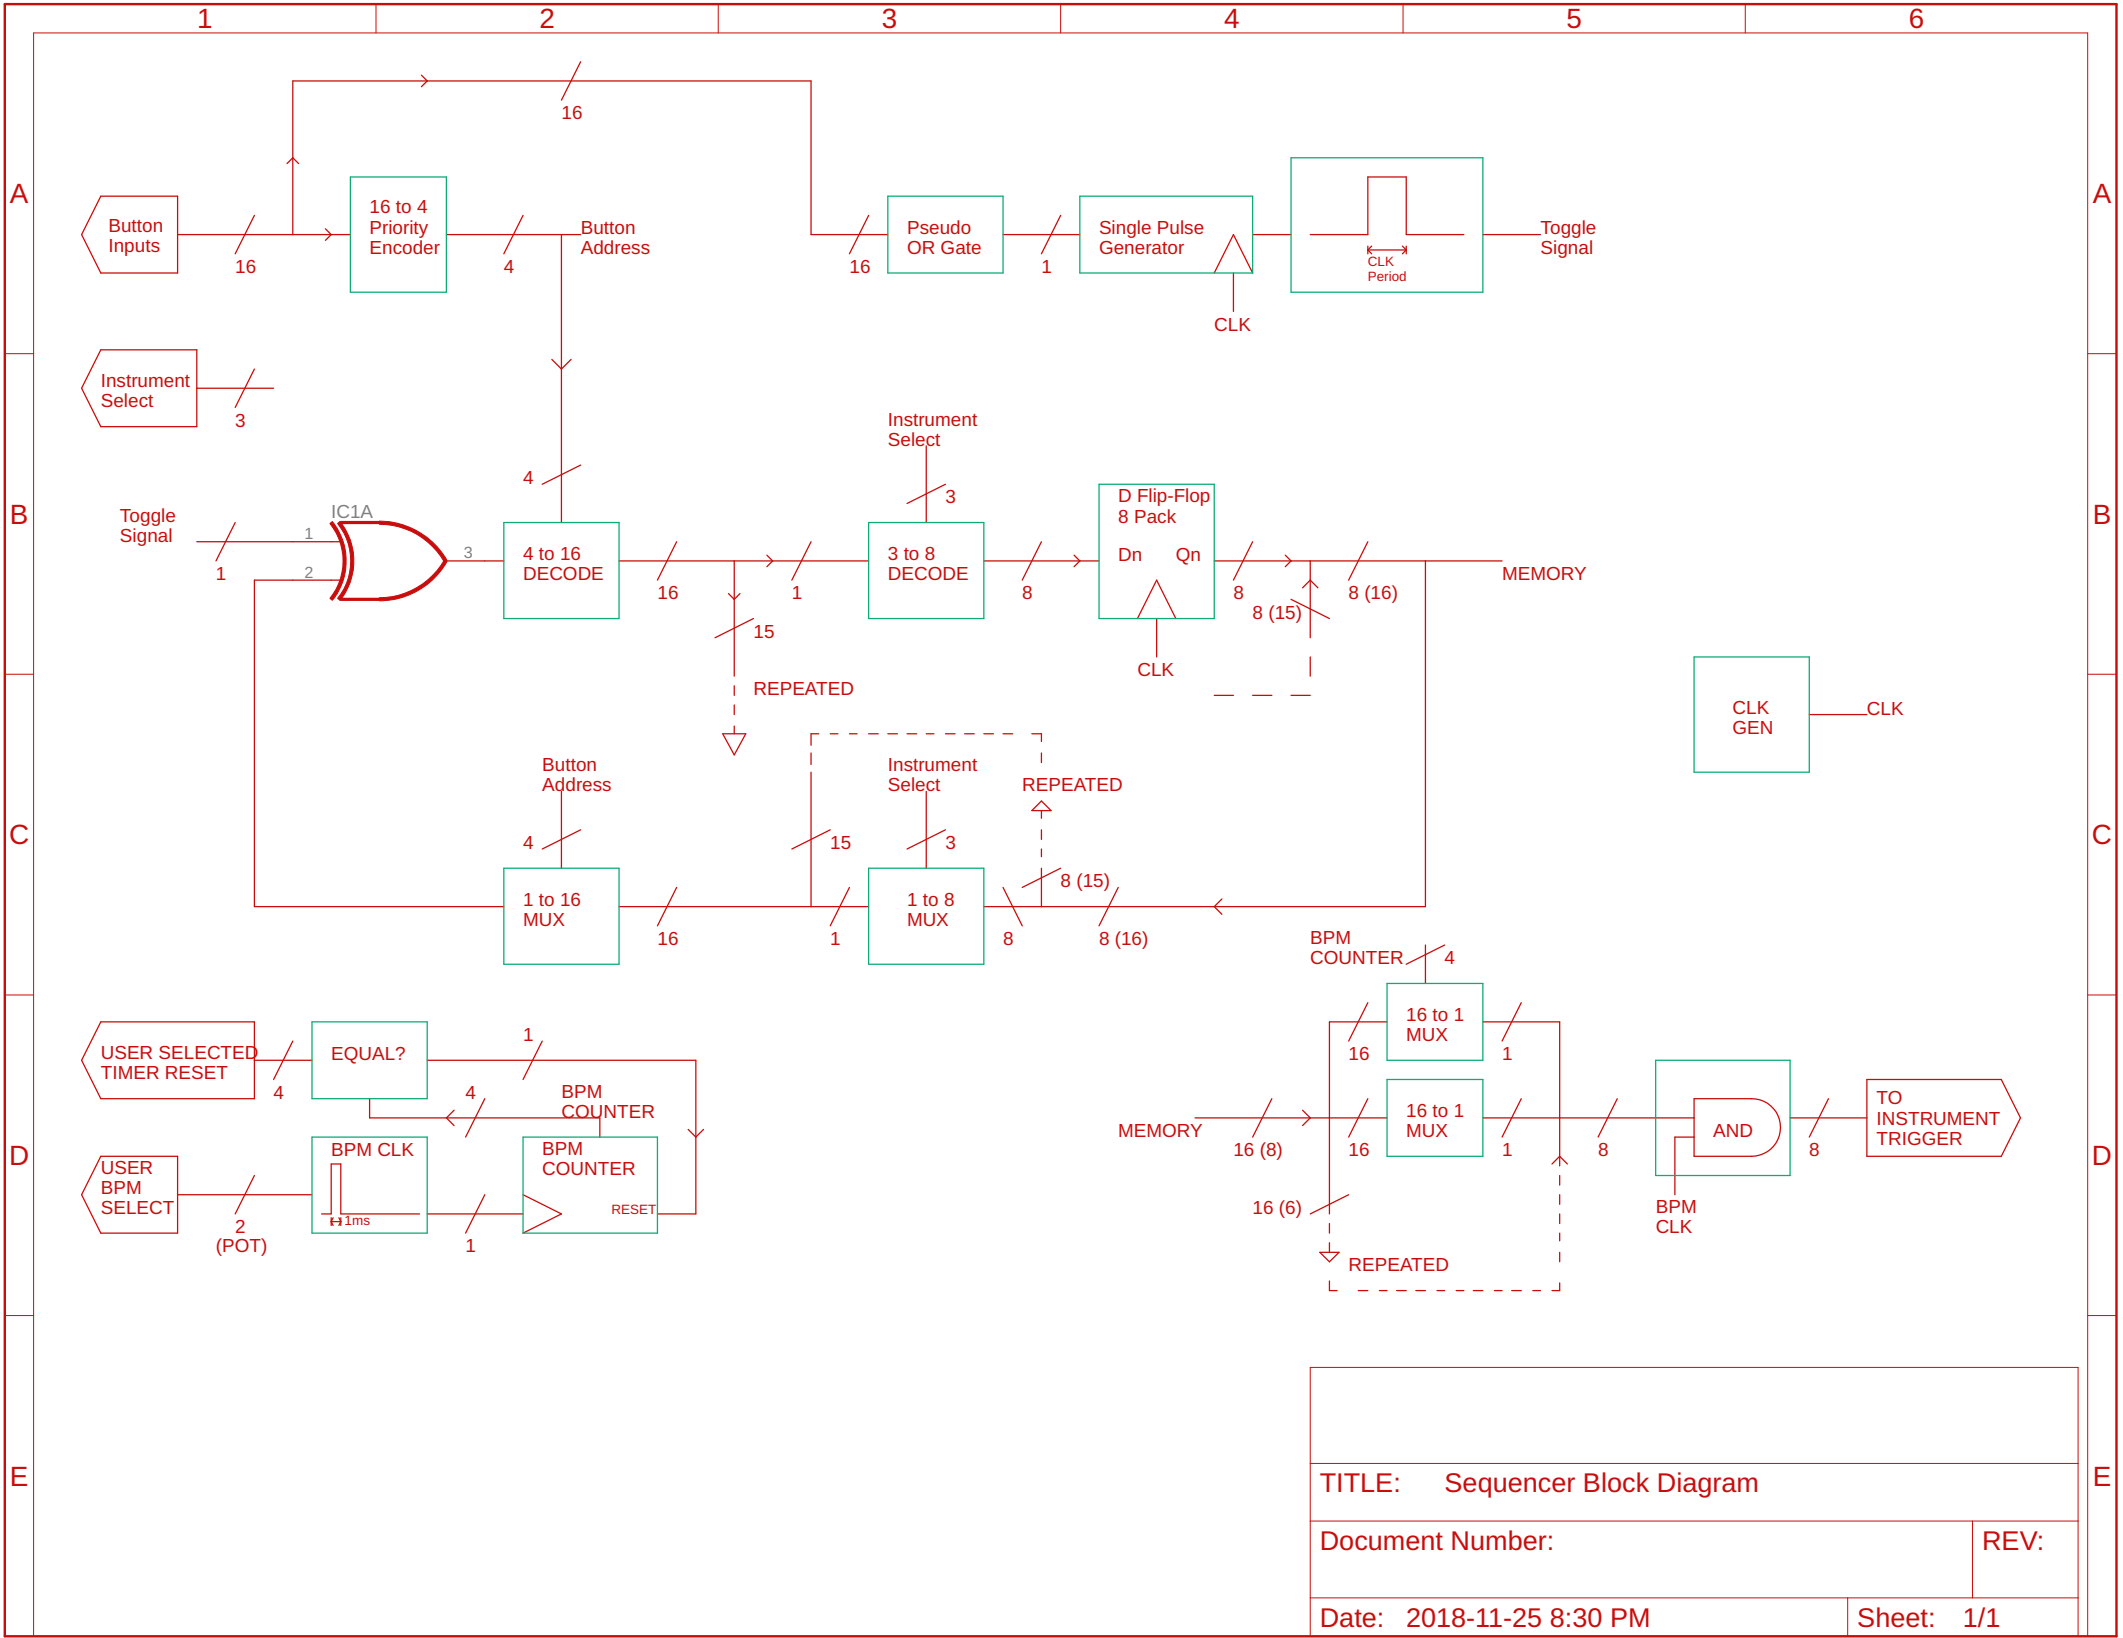 1 2 3 4 5 6
16
A A
Button
Inputs
16
16 to 4
Priority
Encoder
4
Button
Address
16
Pseudo
OR Gate
1
Single Pulse
Generator
CLK
CLK
Period
Toggle
Signal
Instrument
Select
3
B B
Toggle
Signal
1
IC1A
1
2
3
4
4 to 16
DECODE
16
15
REPEATED
1
Instrument
Select
3
3 to 8
DECODE
8
D Flip-Flop
8 Pack
Dn Qn
CLK
8
8 (15)
8 (16)
MEMORY
CLK
GEN
CLK
C C
Button
Address
4
1 to 16
MUX
16
15
1
Instrument
Select
3
1 to 8
MUX
8
REPEATED
8 (15)
8 (16)
D D
USER SELECTED
TIMER RESET
4
EQUAL?
1
4
BPM
COUNTER
USER
BPM
SELECT
2
(POT)
BPM CLK
1ms
1
BPM
COUNTER
RESET
BPM
COUNTER
4
16
16 to 1
MUX
1
MEMORY
16 (8)
16
16 to 1
MUX
1
8
AND
BPM
CLK
8
TO
INSTRUMENT
TRIGGER
16 (6)
REPEATED
E E
TITLE: Sequencer Block Diagram
Document Number:
REV:
Date: 2018-11-25 8:30 PM
Sheet: 1/1